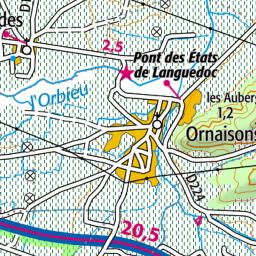 des
2,5
Pont des États
de Languedoc
l'Orbieu
les Auberg
1,2
Ornaisons
D224
4
20,5